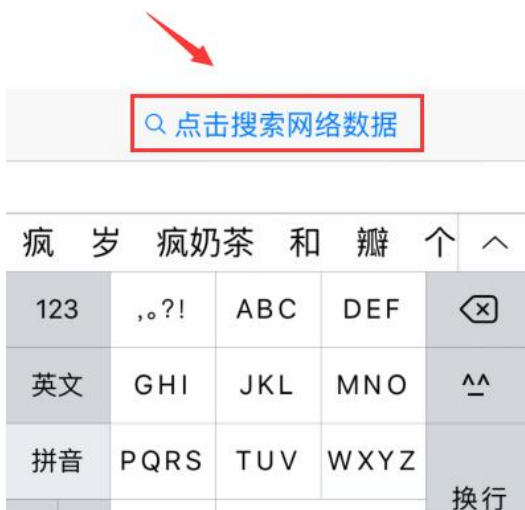 点击搜索网络数据
疯 岁 疯奶茶 和 瓣 个
123 ,。?! ABC DEF
英文 GHI JKL MNO ^^
拼音 PQRS TUV WXYZ
换行